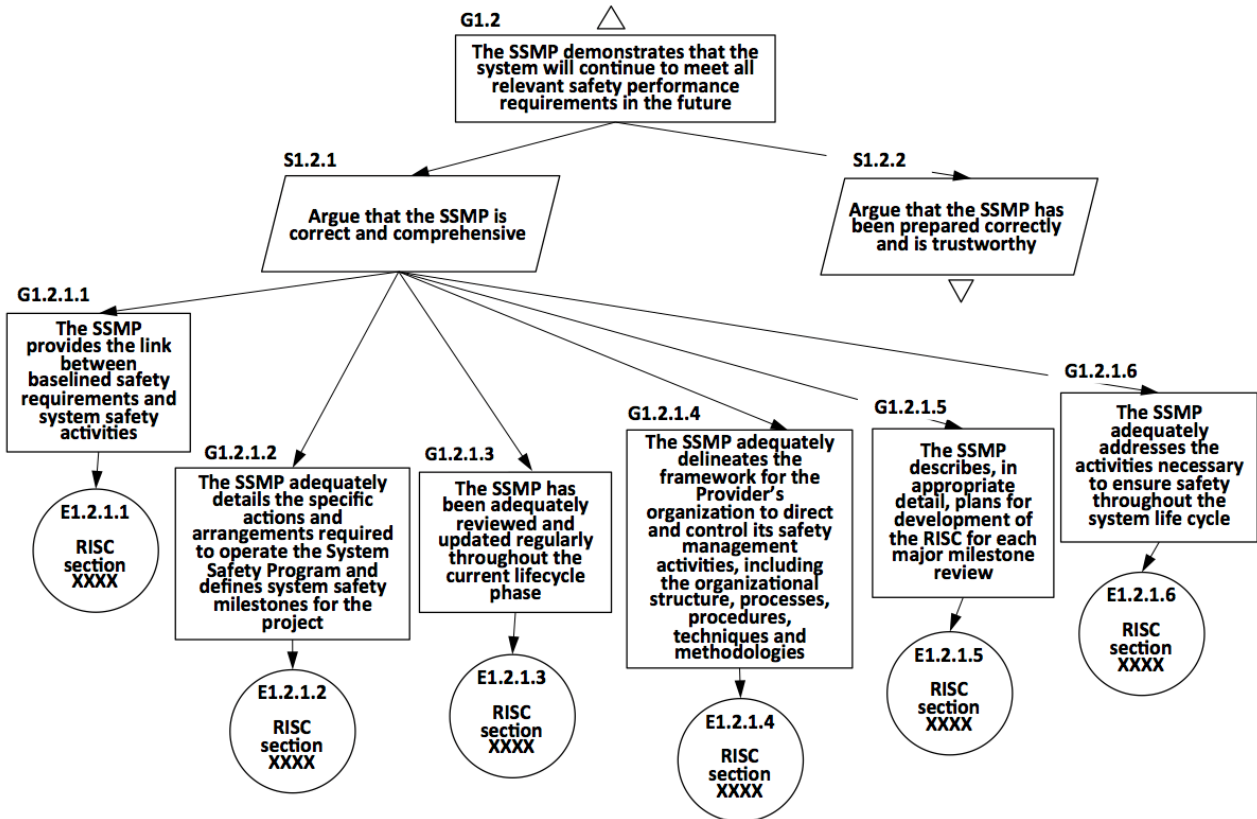 G1.2
The SSMP demonstrates that the
system will continue to meet all
relevant safety performance
requirements in the future
S1.2.1
Argue that the SSMP is
correct and comprehensive
S1.2.2
Argue that the SSMP has
been prepared correctly
and is trustworthy
G1.2.1.1
The SSMP
provides the link
between
baselined safety
requirements and
system safety
activities
E1.2.1.1
RISC
section
XXXX
G1.2.1.2
The SSMP adequately
details the specific
actions and
arrangements required
to operate the System
Safety Program and
defines system safety
milestones for the
project
E1.2.1.2
RISC
section
XXXX
G1.2.1.3
The SSMP has
been adequately
reviewed and
updated regularly
throughout the
current lifecycle
phase
E1.2.1.3
RISC
section
XXXX
G1.2.1.4
The SSMP adequately
delineates the
framework for the
Provider's
organization to direct
and control its safety
management
activities, including
the organizational
structure, processes,
procedures,
techniques and
methodologies
E1.2.1.4
RISC
section
XXXX
G1.2.1.5
The SSMP
describes, in
appropriate
detail, plans for
development of
the RISC for each
major milestone
review
E1.2.1.5
RISC
section
XXXX
G1.2.1.6
The SSMP
adequately
addresses the
activities necessary
to ensure safety
throughout the
system life cycle
E1.2.1.6
RISC
section
XXXX